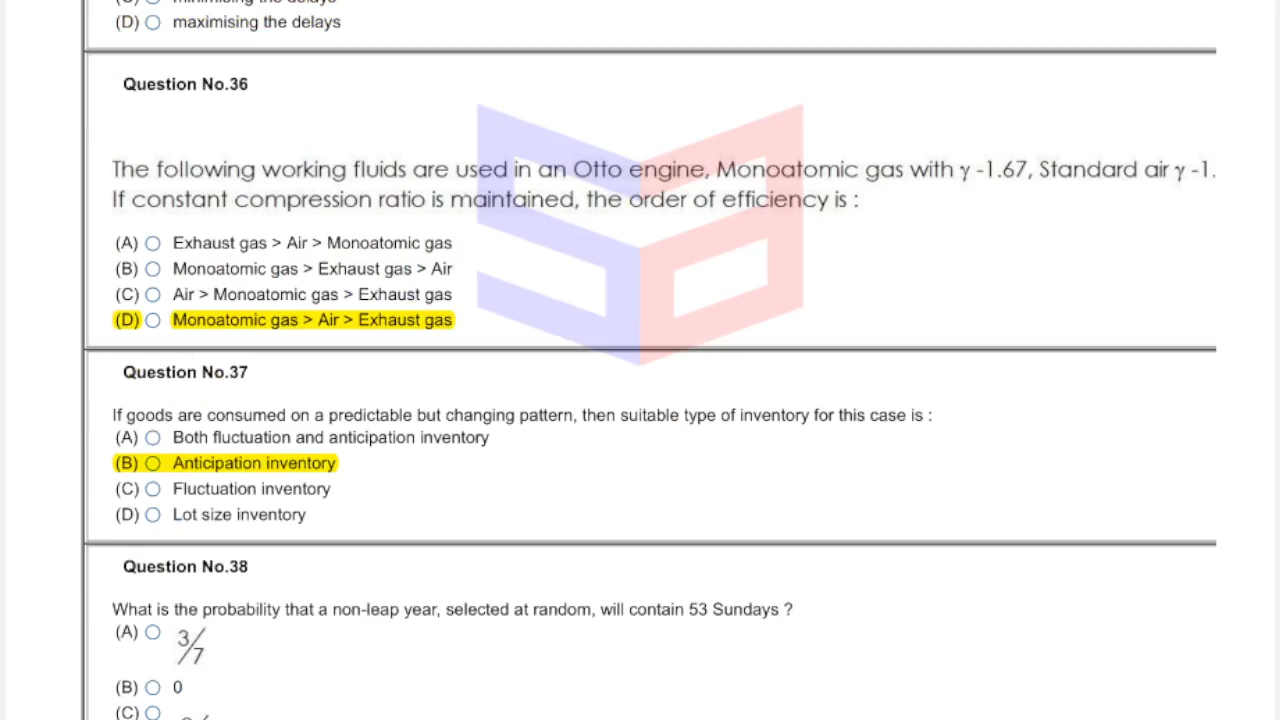 (C) minimising the delays
(D) maximising the delays
Question No.36
The following working fluids are used in an Otto engine, Monoatomic gas with γ -1.67, Standard air γ -1.
If constant compression ratio is maintained, the order of efficiency is :
(A) Exhaust gas > Air > Monoatomic gas
(B) Monoatomic gas > Exhaust gas > Air
(C) Air > Monoatomic gas > Exhaust gas
(D) Monoatomic gas > Air > Exhaust gas
Question No.37
If goods are consumed on a predictable but changing pattern, then suitable type of inventory for this case is :
(A) Both fluctuation and anticipation inventory
(B) Anticipation inventory
(C) Fluctuation inventory
(D) Lot size inventory
Question No.38
What is the probability that a non-leap year, selected at random, will contain 53 Sundays ?
(A) 3/7
(B) 0
(C)